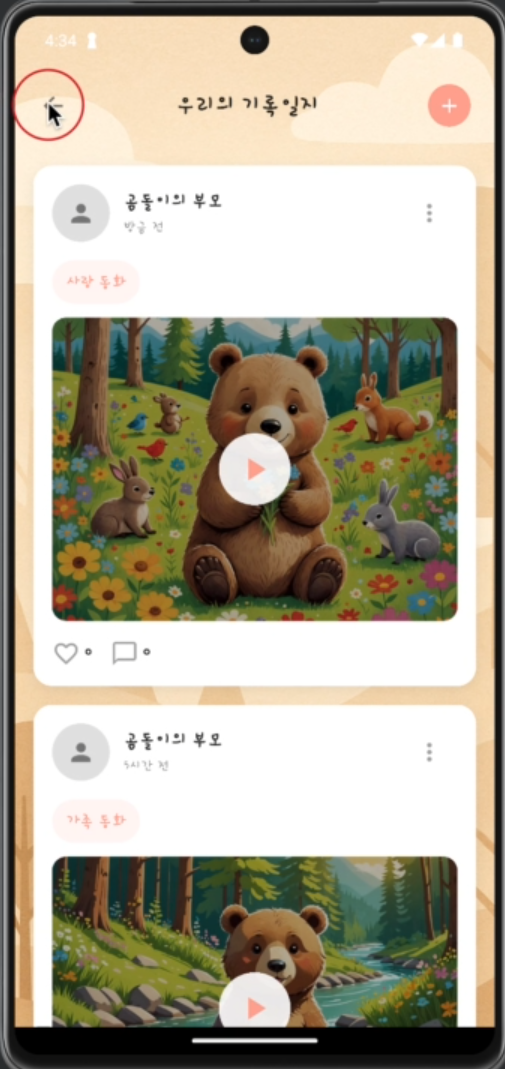 4:34
우리의 기록일지
곰돌이의 부모
방금 전
사랑 동화
0 0
곰돌이의 부모
5시간 전
가족 동화